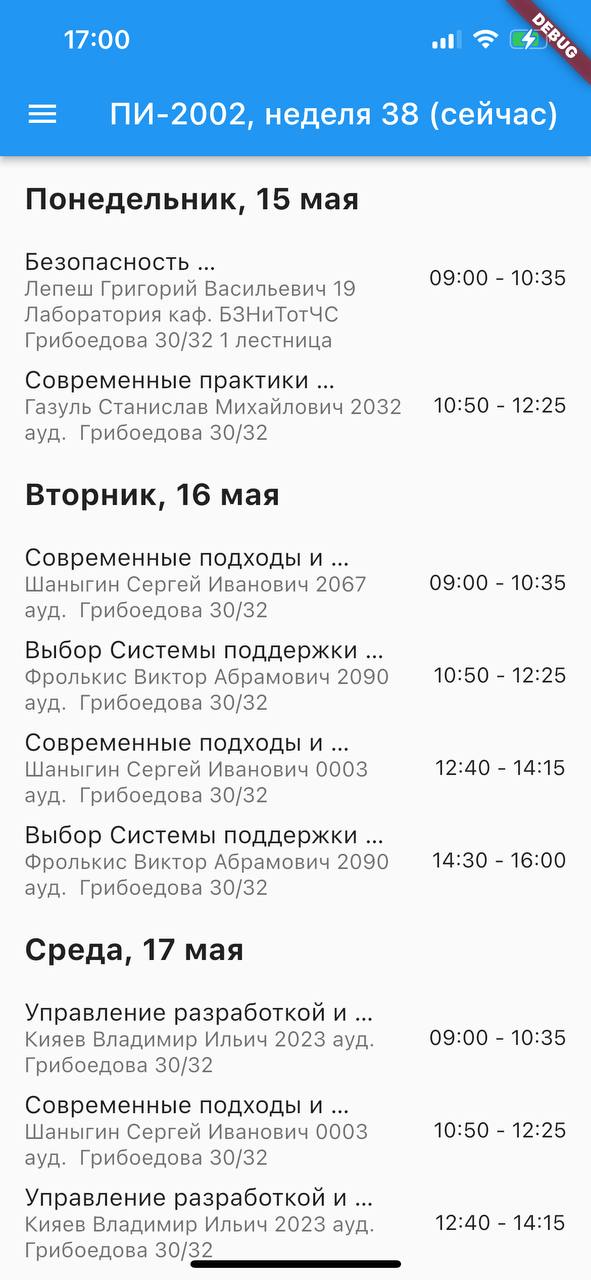 17:00
DEBUG
ПИ-2002, неделя 38 (сейчас)
Понедельник, 15 мая
Безопасность ...
Лепеш Григорий Васильевич 19
Лаборатория каф. БЗНиТотЧС
Грибоедова 30/32 1 лестница
09:00 - 10:35
Современные практики ...
Газуль Станислав Михайлович 2032
ауд.  Грибоедова 30/32
10:50 - 12:25
Вторник, 16 мая
Современные подходы и ...
Шаныгин Сергей Иванович 2067
ауд.  Грибоедова 30/32
09:00 - 10:35
Выбор Системы поддержки ...
Фролькис Виктор Абрамович 2090
ауд.  Грибоедова 30/32
10:50 - 12:25
Современные подходы и ...
Шаныгин Сергей Иванович 0003
ауд.  Грибоедова 30/32
12:40 - 14:15
Выбор Системы поддержки ...
Фролькис Виктор Абрамович 2090
ауд.  Грибоедова 30/32
14:30 - 16:00
Среда, 17 мая
Управление разработкой и ...
Кияев Владимир Ильич 2023 ауд.
Грибоедова 30/32
09:00 - 10:35
Современные подходы и ...
Шаныгин Сергей Иванович 0003
ауд.  Грибоедова 30/32
10:50 - 12:25
Управление разработкой и ...
Кияев Владимир Ильич 2023 ауд.
Грибоедова 30/32
12:40 - 14:15